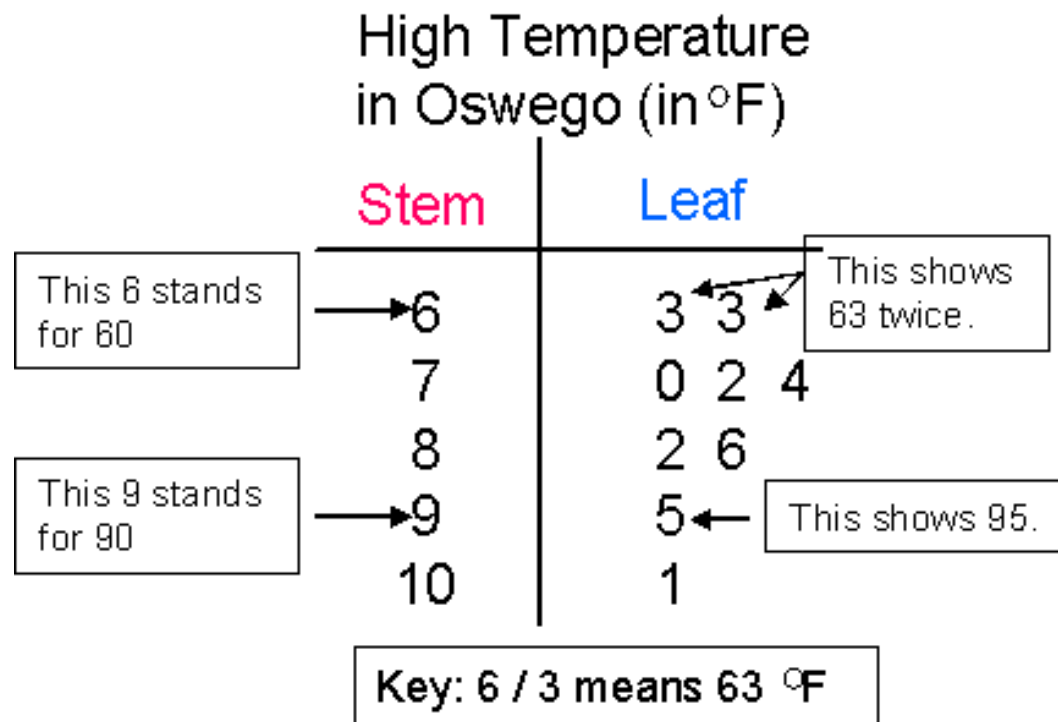 High Temperature
in Oswego (in °F)
Stem Leaf
This 6 stands
for 60
This shows
63 twice.
6 3 3
7 0 2 4
8 2 6
This 9 stands
for 90
9 5
This shows 95.
10 1
Key: 6 / 3 means 63 °F